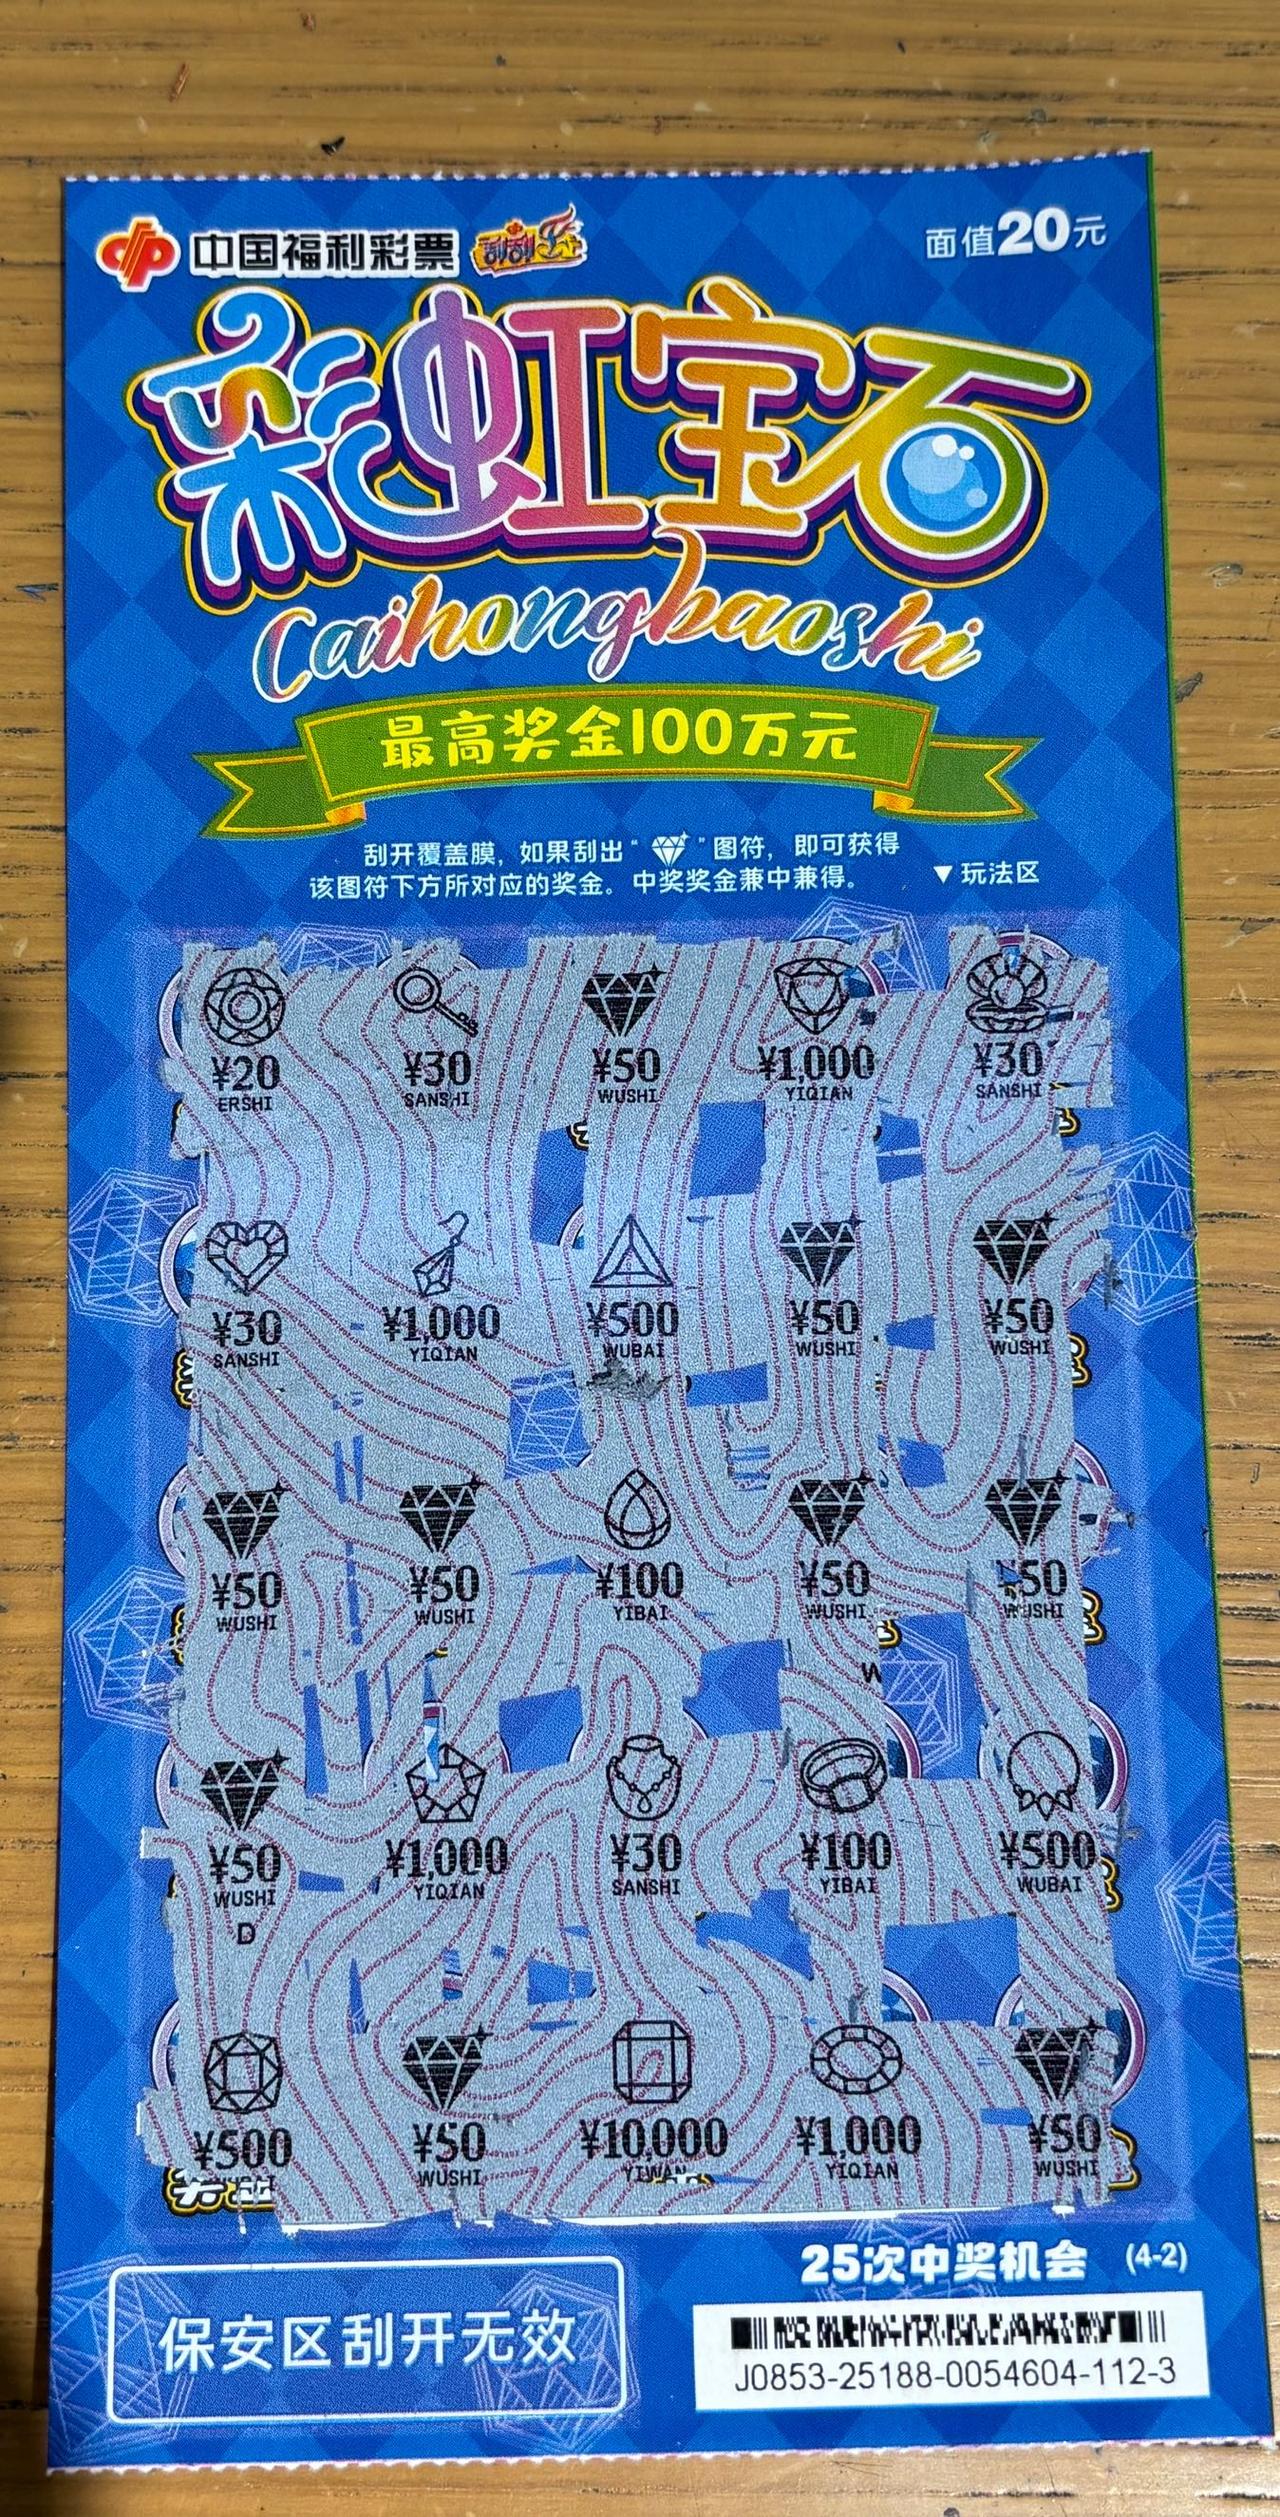 中国福利彩票 刮刮乐 面值20元
彩虹宝石
Caihongbaoshi
最高奖金100万元
刮开覆盖膜，如果刮出“ ”图符，即可获得
该图符下方所对应的奖金。中奖奖金兼中兼得。 ▼玩法区
¥20 ¥30 ¥50 ¥1,000 ¥30
ERSHI SANSHI WUSHI YIQIAN SANSHI
¥30 ¥1,000 ¥500 ¥50 ¥50
SANSHI YIQIAN WUBAI WUSHI WUSHI
¥50 ¥50 ¥100 ¥50 ¥50
WUSHI WUSHI YIBAI WUSHI WUSHI
W
¥50 ¥1,000 ¥30 ¥100 ¥500
WUSHI YIQIAN SANSHI YIBAI WUBAI
D
¥500 ¥50 ¥10,000 ¥1,000 ¥50
WUSHI YIWAN YIQIAN WUSHI
25次中奖机会 (4-2)
保安区刮开无效
J0853-25188-0054604-112-3